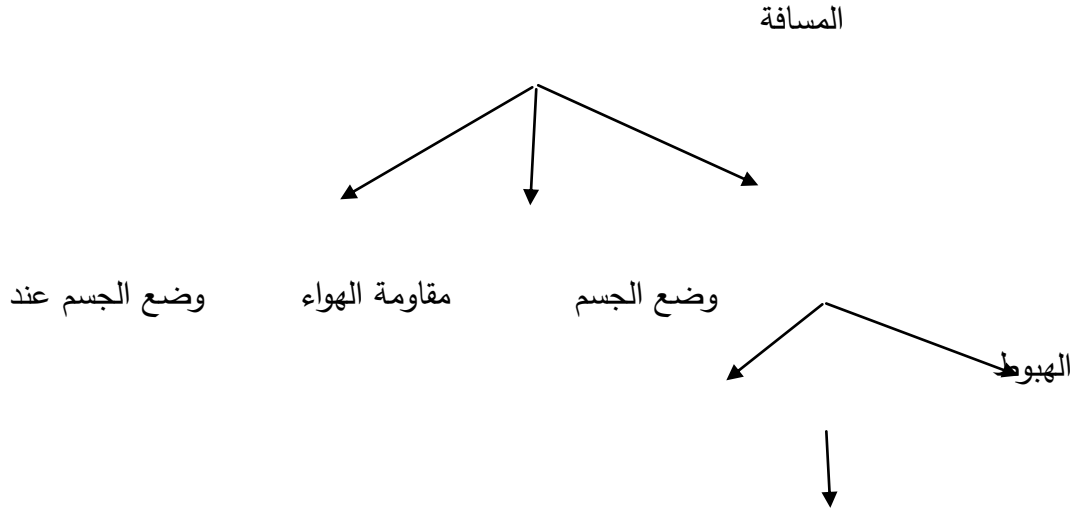 المسافة
وضع الجسم مقاومة الهواء وضع الجسم عند
الهبوط